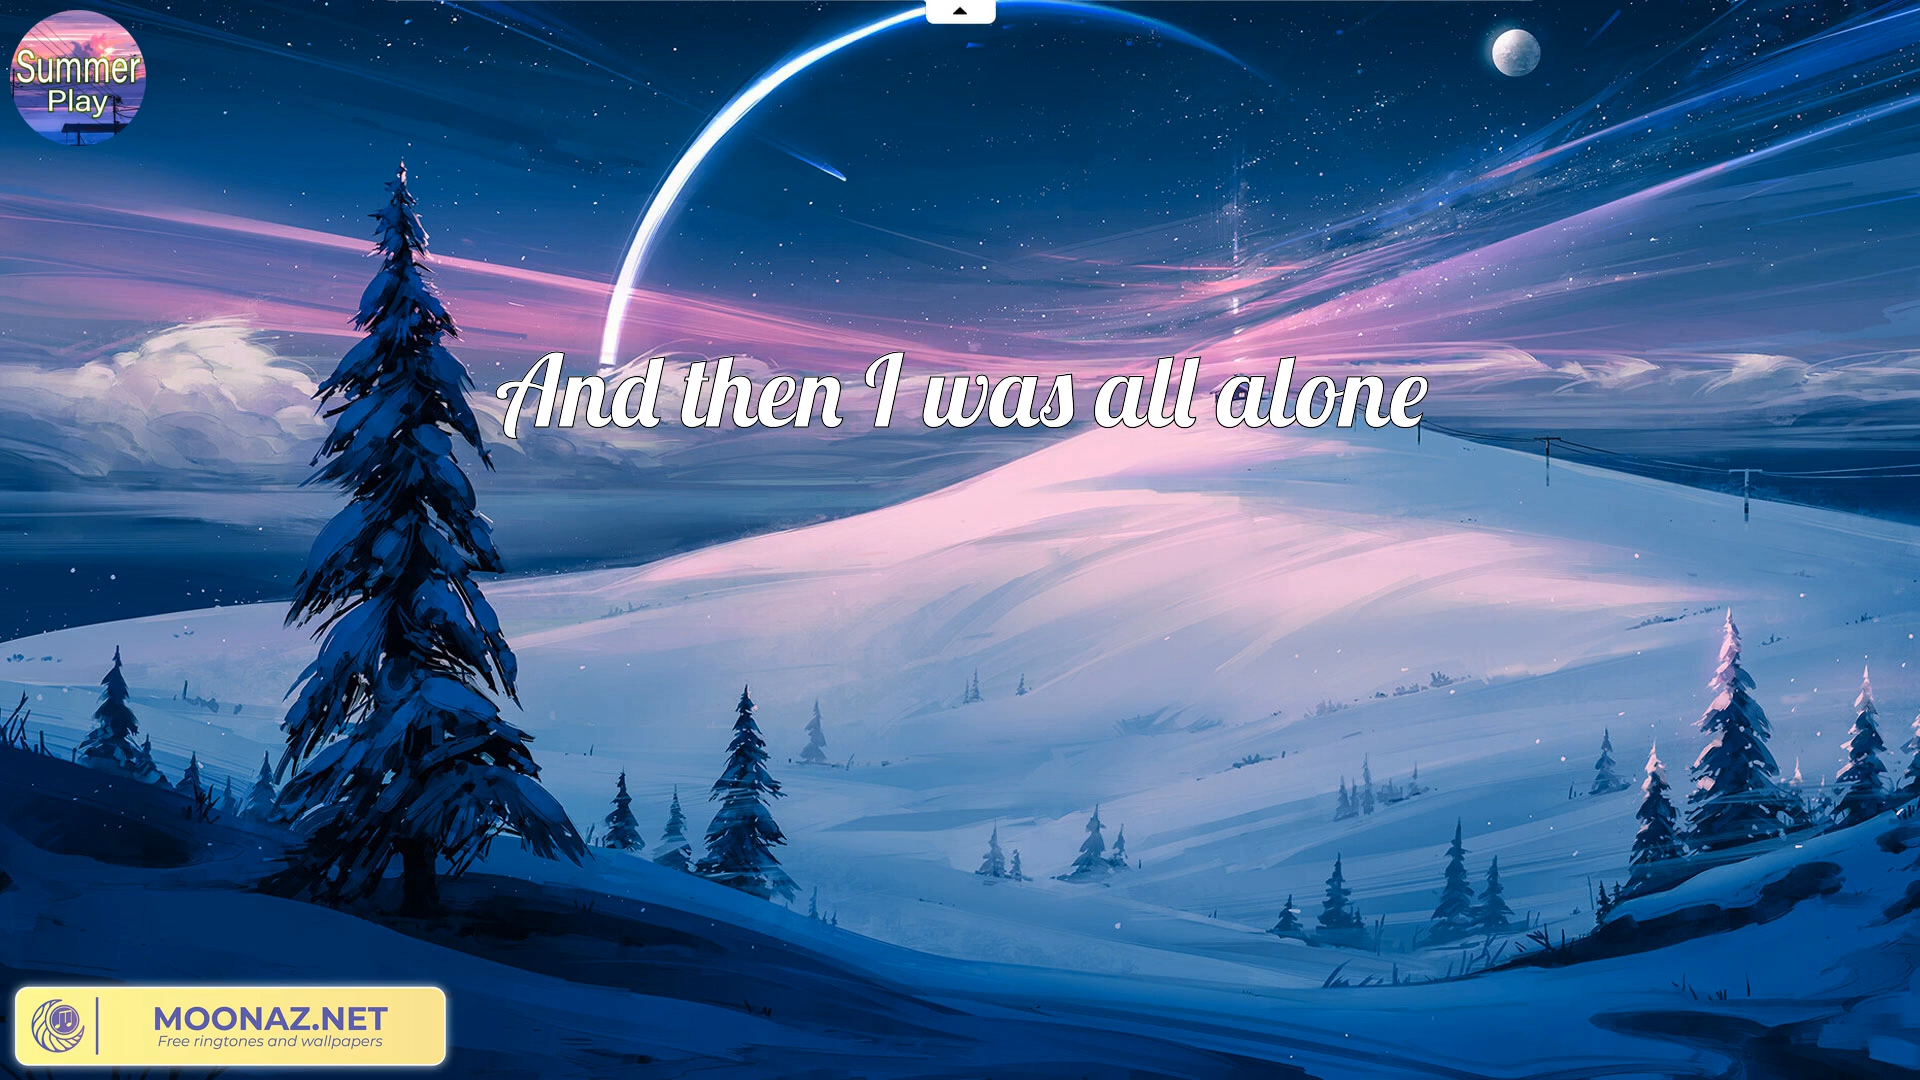 Summer
Play
And then I was all alone
MOONAZ.NET
Free ringtones and wallpapers